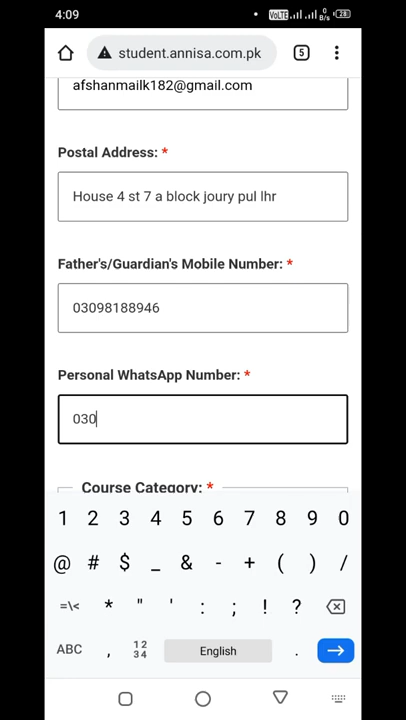 4:09
VoLTE
B/s
28
student.annisa.com.pk
5
afshanmailk182@gmail.com
Postal Address: *
House 4 st 7 a block joury pul lhr
Father's/Guardian's Mobile Number: *
03098188946
Personal WhatsApp Number: *
030
Course Category: *
1 2 3 4 5 6 7 8 9 0
@ # $ _ & - + ( ) /
=\< * " ' : ; ! ?
ABC , 12 34 English .